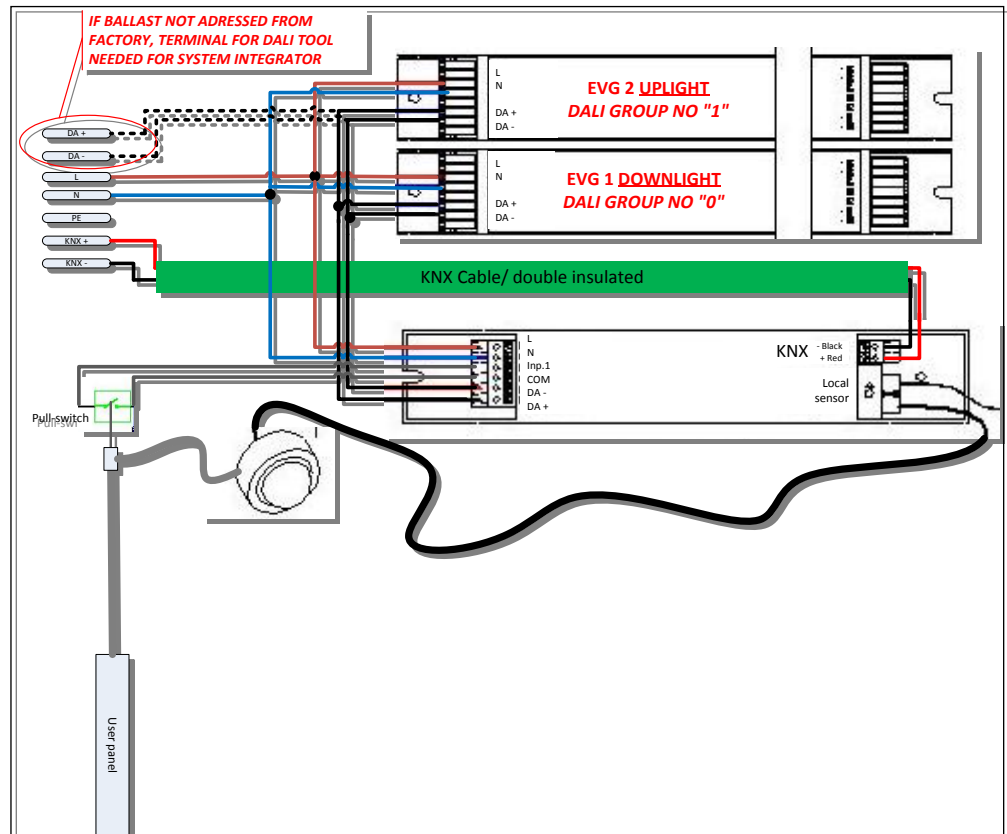 IF BALLAST NOT ADRESSED FROM
FACTORY, TERMINAL FOR DALI TOOL
NEEDED FOR SYSTEM INTEGRATOR
DA +
DA -
L
N
PE
KNX +
KNX -
L
N
DA +
DA -
EVG 2 UPLIGHT
DALI GROUP NO "1"
L
N
DA +
DA -
EVG 1 DOWNLIGHT
DALI GROUP NO "0"
KNX Cable/ double insulated
L
N
Inp.1
COM
DA -
DA +
KNX
- Black
+ Red
Local
sensor
Pull-switch
User panel